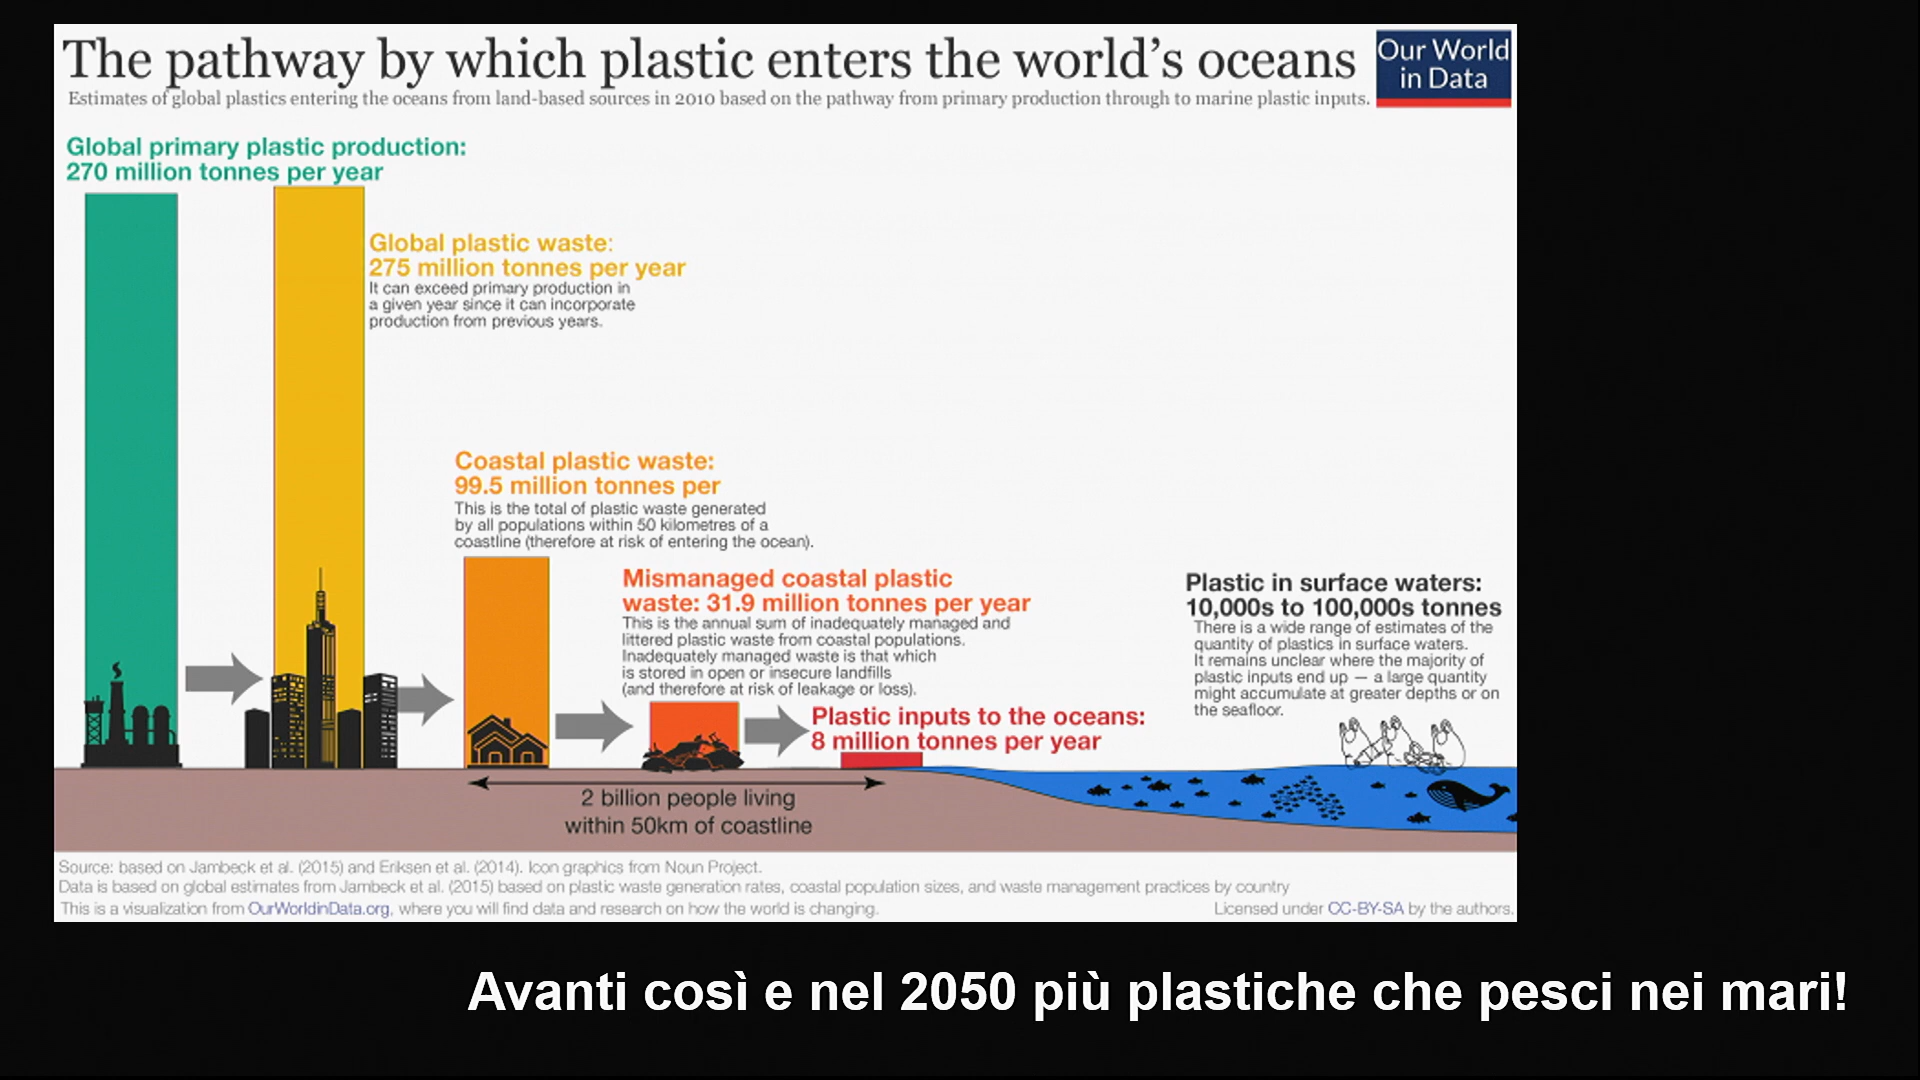 The pathway by which plastic enters the world's oceans
Our World
in Data
Estimates of global plastics entering the oceans from land-based sources in 2010 based on the pathway from primary production through to marine plastic inputs.
Global primary plastic production:
270 million tonnes per year
Global plastic waste:
275 million tonnes per year
It can exceed primary production in
a given year since it can incorporate
production from previous years.
Coastal plastic waste:
99.5 million tonnes per
This is the total of plastic waste generated
by all populations within 50 kilometres of a
coastline (therefore at risk of entering the ocean).
Mismanaged coastal plastic
waste: 31.9 million tonnes per year
This is the annual sum of inadequately managed and
littered plastic waste from coastal populations.
Inadequately managed waste is that which
is stored in open or insecure landfills
(and therefore at risk of leakage or loss).
Plastic inputs to the oceans:
8 million tonnes per year
Plastic in surface waters:
10,000s to 100,000s tonnes
There is a wide range of estimates of the
quantity of plastics in surface waters.
It remains unclear where the majority of
plastic inputs end up — a large quantity
might accumulate at greater depths or on
the seafloor.
2 billion people living
within 50km of coastline
Source: based on Jambeck et al. (2015) and Eriksen et al. (2014). Icon graphics from Noun Project.
Data is based on global estimates from Jambeck et al. (2015) based on plastic waste generation rates, coastal population sizes, and waste management practices by country
This is a visualization from OurWorldinData.org, where you will find data and research on how the world is changing.
Licensed under CC-BY-SA by the authors.
Avanti così e nel 2050 più plastiche che pesci nei mari!